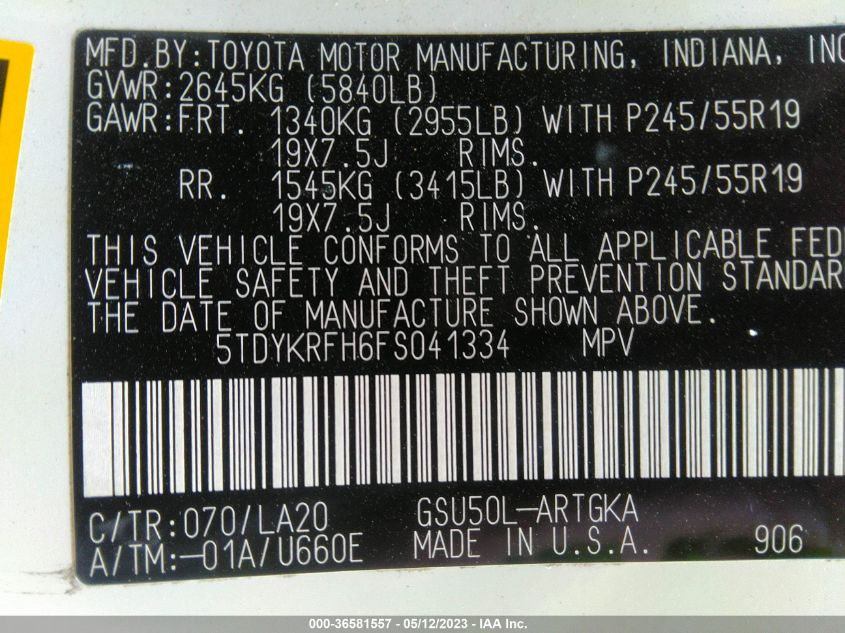 MFD. BY: TOYOTA MOTOR MANUFACTURING, INDIANA, INC
GVWR: 2645KG (5840LB)
GAWR: FRT. 1340KG (2955LB) WITH P245/55R19
19X7.5J RIMS.
RR. 1545KG (3415LB) WITH P245/55R19
19X7.5J RIMS.
THIS VEHICLE CONFORMS TO ALL APPLICABLE FED
VEHICLE SAFETY AND THEFT PREVENTION STANDAR
THE DATE OF MANUFACTURE SHOWN ABOVE.
5TDYKRFH6FS041334 MPV
C/TR: 070/LA20 GSU50L-ARTGKA
A/TM: -01A/U660E MADE IN U.S.A. 906
000-36581557 - 05/12/2023 - IAA Inc.